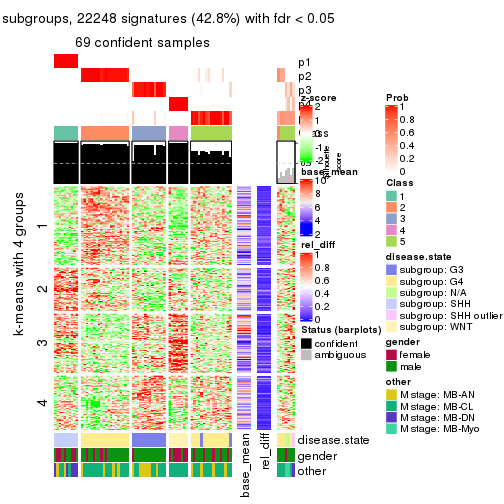 subgroups, 22248 signatures (42.8%) with fdr < 0.05
69 confident samples
p1
p2
p3
p4
z-score
2
1
0
-1
-2
Class
silhouette
score
0.5
base_mean
10
8
6
4
2
rel_diff
1
0.8
0.6
0.4
0.2
0
Status (barplots)
confident
ambiguous
Prob
1
0.8
0.6
0.4
0.2
0
Class
1
2
3
4
5
disease.state
subgroup: G3
subgroup: G4
subgroup: N/A
subgroup: SHH
subgroup: SHH outlier
subgroup: WNT
gender
female
male
other
M stage: MB-AN
M stage: MB-CL
M stage: MB-DN
M stage: MB-Myo
k-means with 4 groups
1
2
3
4
base_mean
rel_diff
disease.state
gender
other